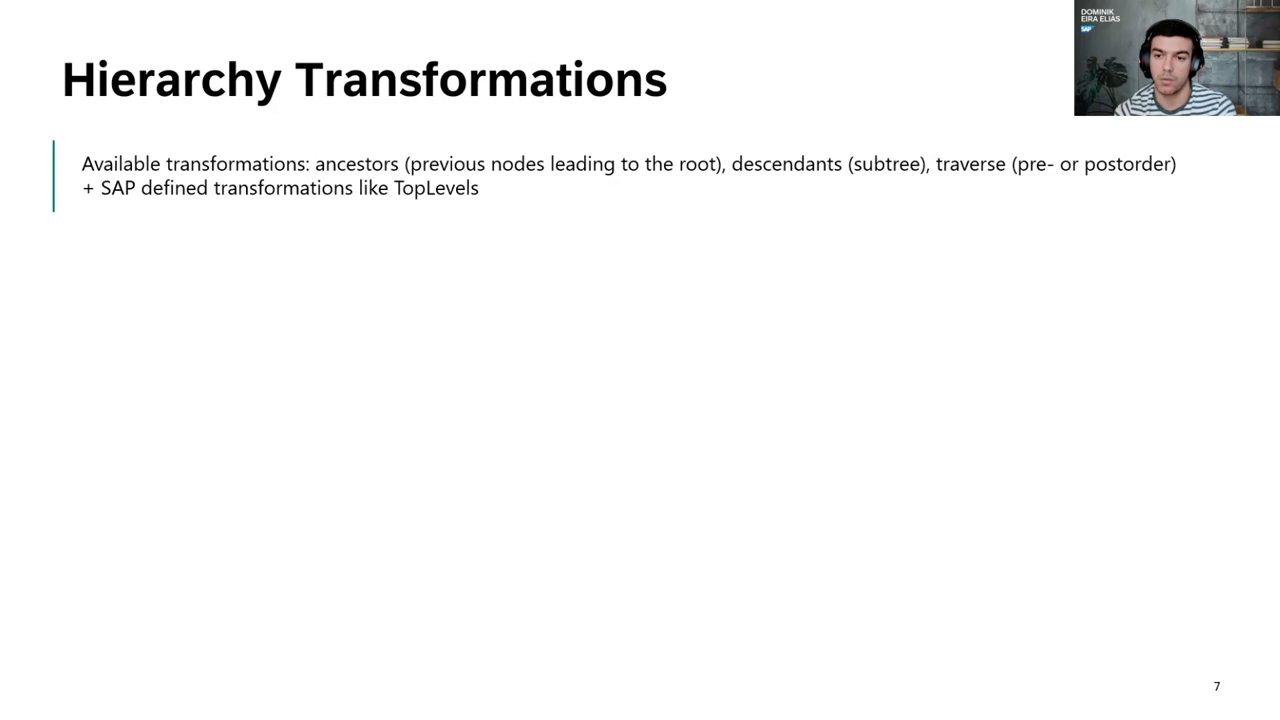 DOMINIK
EIRA ELIAS
SAP
Hierarchy Transformations
Available transformations: ancestors (previous nodes leading to the root), descendants (subtree), traverse (pre- or postorder)
+ SAP defined transformations like TopLevels
7